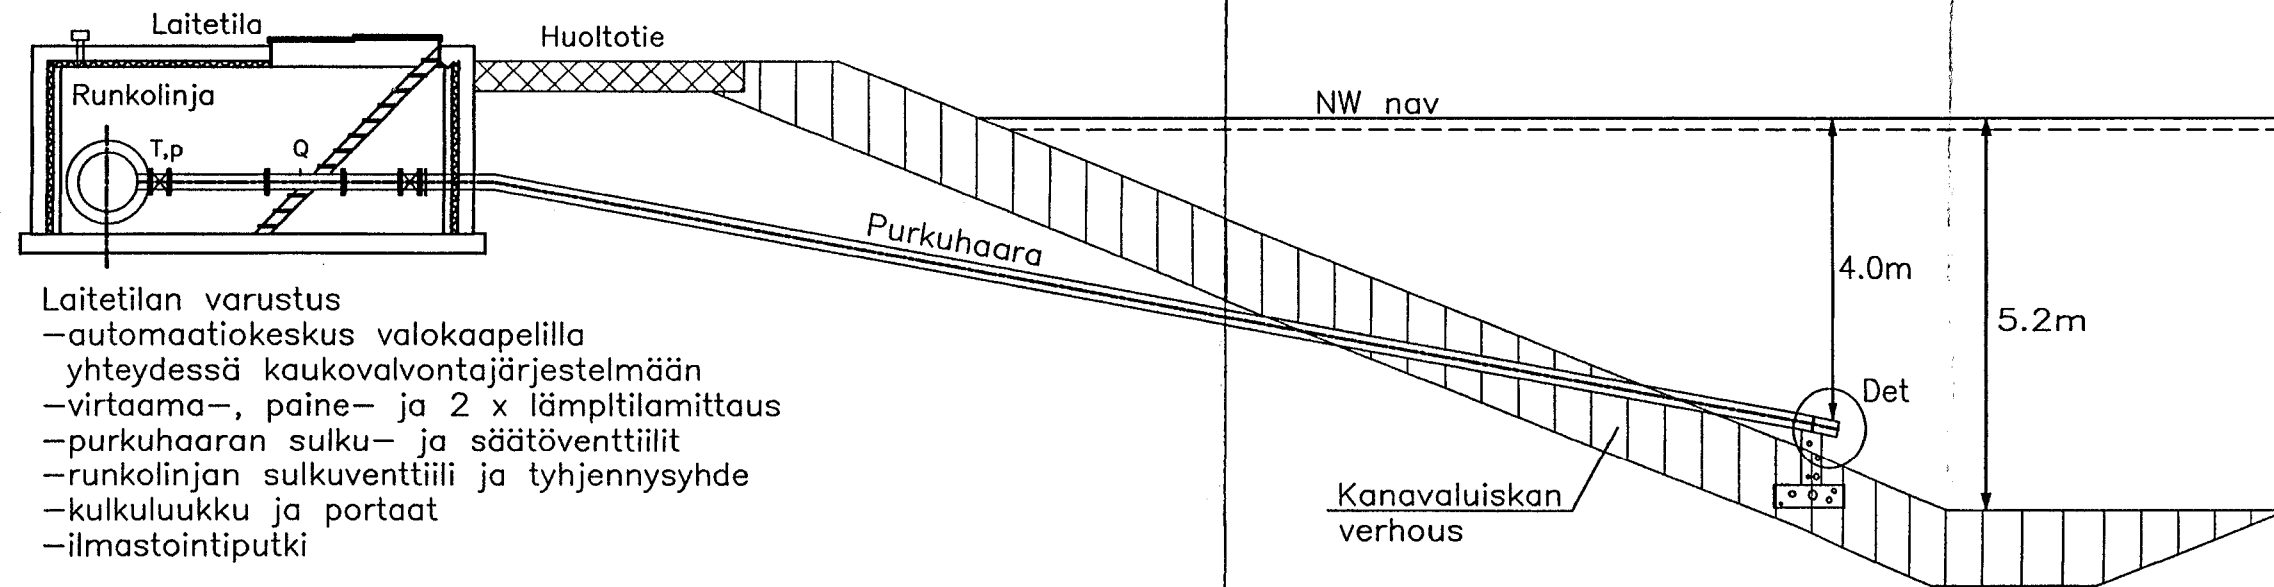 Laitetila
Huoltotie
Runkolinja
NW nav
T,p
Q
Purkuhaara
4.0m
5.2m
Det
Laitetilan varustus
-automaatiokeskus valokaapelilla
yhteydessä kaukovalvontajärjestelmään
-virtaama-, paine- ja 2 x lämpltilamittaus
-purkuhaaran sulku- ja säätöventtiilit
-runkolinjan sulkuventtiili ja tyhjennysyhde
-kulkuluukku ja portaat
-ilmastointiputki
Kanavaluiskan
verhous